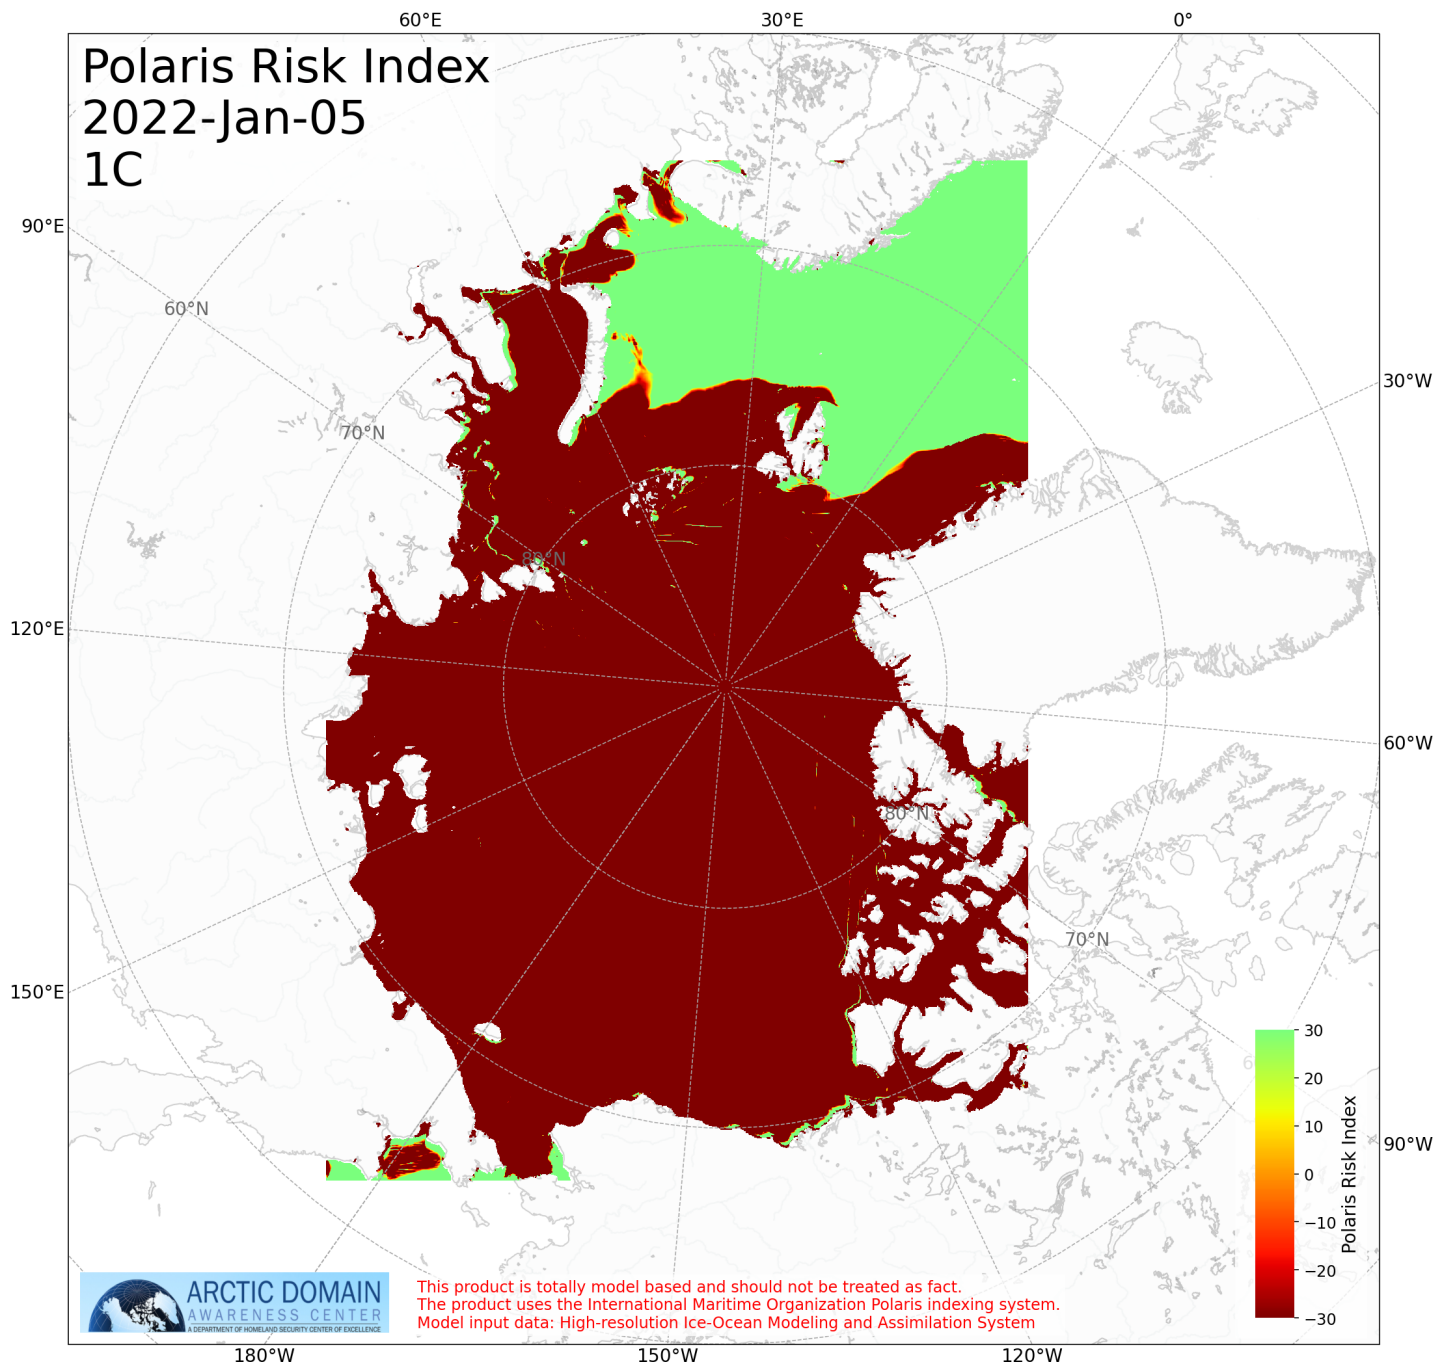 60°E 30°E 0°
Polaris Risk Index
2022-Jan-05
1C
90°E
60°N
30°W
70°N
80°N
120°E
60°W
80°N
70°N
150°E
30
20
10
0
−10
−20
−30
Polaris Risk Index
90°W
ARCTIC DOMAIN
AWARENESS CENTER
A DEPARTMENT OF HOMELAND SECURITY CENTER OF EXCELLENCE
This product is totally model based and should not be treated as fact.
The product uses the International Maritime Organization Polaris indexing system.
Model input data: High-resolution Ice-Ocean Modeling and Assimilation System
180°W 150°W 120°W